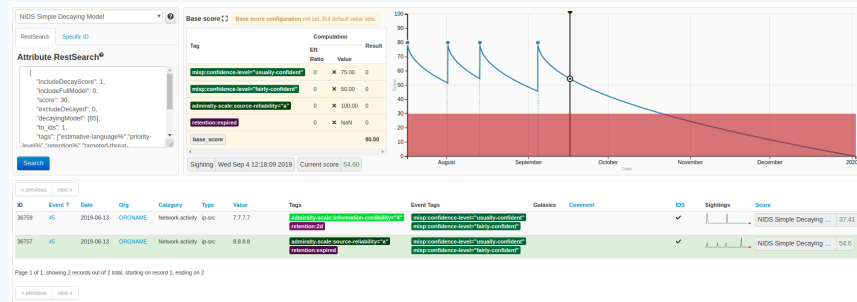 NIDS Simple Decaying Model
RestSearch Specific ID
Attribute RestSearch
{
"includeDecayScore": 1,
"includeFullModel": 0,
"score": 30,
"excludeDecayed": 0,
"decayingModel": [85],
"to_ids": 1,
"tags": ["estimative-language%","priority-
level%","retention%","targeted-threat-
Search
Base score Base score configuration not set. But default value sets.
Tag Computation Result
Eff. Ratio Value
misp:confidence-level="usually-confident" 0 × 75.00 0
misp:confidence-level="fairly-confident" 0 × 50.00 0
admiralty-scale:source-reliability="a" 0 × 100.00 0
retention:expired 0 × NaN 0
base_score 80.00
Sighting Wed Sep 4 12:18:09 2019 Current score 54.60
100
90
80
70
60
50
40
30
20
10
0
Score
August September October November December 2020
Date
« previous next »
ID Event ↑ Date Org Category Type Value Tags Event Tags Galaxies Comment IDS Sightings Score
36759 45 2019-08-13 ORGNAME Network activity ip-src 7.7.7.7 admiralty-scale:information-credibility="4" misp:confidence-level="usually-confident" ✔ NIDS Simple Decaying ... 37.41
retention:2d misp:confidence-level="fairly-confident"
36757 45 2019-08-13 ORGNAME Network activity ip-src 8.8.8.8 admiralty-scale:source-reliability="a" misp:confidence-level="usually-confident" ✔ NIDS Simple Decaying ... 54.6
retention:expired misp:confidence-level="fairly-confident"
Page 1 of 1, showing 2 records out of 2 total, starting on record 1, ending on 2
« previous next »